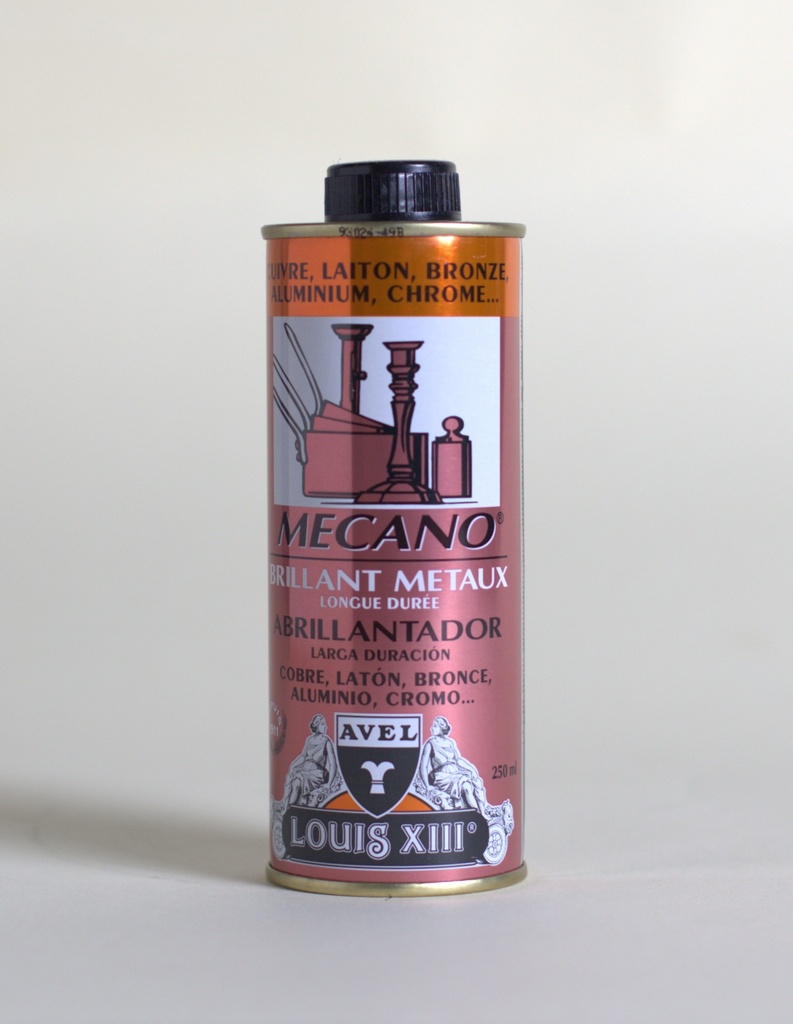 CUIVRE, LAITON, BRONZE,
ALUMINIUM, CHROME...
MECANO®
BRILLANT METAUX
LONGUE DURÉE
ABRILLANTADOR
LARGA DURACIÓN
COBRE, LATÓN, BRONCE,
ALUMINIO, CROMO...
AVEL
250 ml
LOUIS XIII®